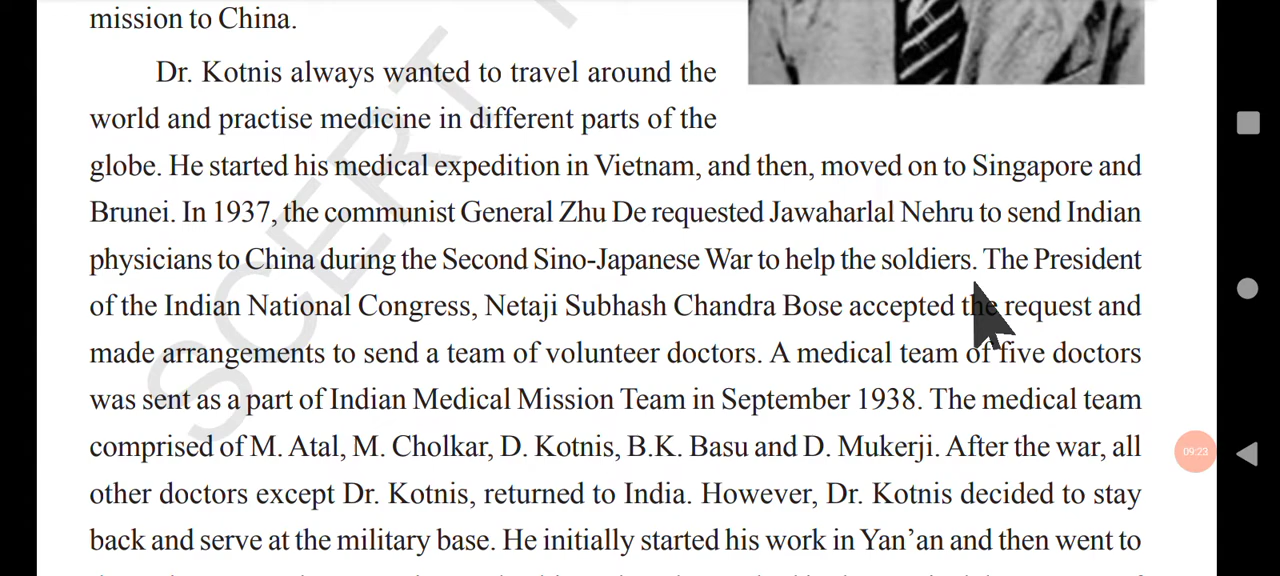 mission to China.
Dr. Kotnis always wanted to travel around the
world and practise medicine in different parts of the
globe. He started his medical expedition in Vietnam, and then, moved on to Singapore and
Brunei. In 1937, the communist General Zhu De requested Jawaharlal Nehru to send Indian
physicians to China during the Second Sino-Japanese War to help the soldiers. The President
of the Indian National Congress, Netaji Subhash Chandra Bose accepted the request and
made arrangements to send a team of volunteer doctors. A medical team of five doctors
was sent as a part of Indian Medical Mission Team in September 1938. The medical team
comprised of M. Atal, M. Cholkar, D. Kotnis, B.K. Basu and D. Mukerji. After the war, all
other doctors except Dr. Kotnis, returned to India. However, Dr. Kotnis decided to stay
back and serve at the military base. He initially started his work in Yan’an and then went to
SCERT
09:23